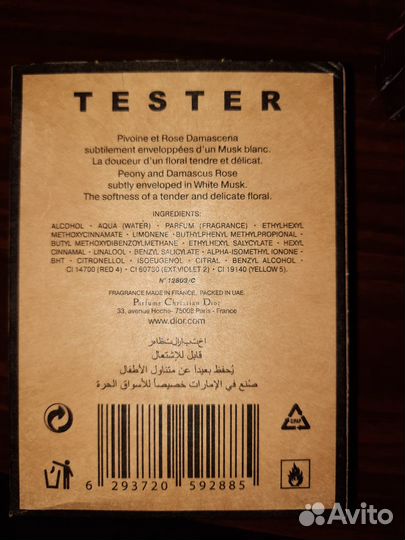 TESTER
Pivoine et Rose Damascena
subtilement enveloppées d'un Musk blanc.
La douceur d'un floral tendre et délicat.
Peony and Damascus Rose
subtly enveloped in White Musk.
The softness of a tender and delicate floral.
INGREDIENTS:
ALCOHOL - AQUA (WATER) - PARFUM (FRAGRANCE) - ETHYLHEXYL
METHOXYCINNAMATE - LIMONENE - BUTHYLPHENYL METHYLPROPIONAL -
BUTYL METHOXYDIBENZOYLMETHANE - ETHYLHEXYL SALYCYLATE - HEXYL
CINNAMAL - LINALOOL - BENZYL SALICYLATE - ALPHA-ISOMETHYL IONONE -
BHT - CITRONELLOL - ISOEUGENOL - CITRAL - BENZYL ALCOHOL -
CI 14700 (RED 4) - CI 60730 (EXT.VIOLET 2) - CI 19140 (YELLOW 5).
N° 12803/C
FRAGRANCE MADE IN FRANCE, PACKED IN UAE.
Parfums Christian Dior
33, avenue Hoche- 75008 Paris - France
www.dior.com
قابل للإشتعال
يُحفظ بعيداً عن متناول الأطفال
صُنع في الإمارات خصيصاً للأسواق الحرة
6 293720 592885
Avito